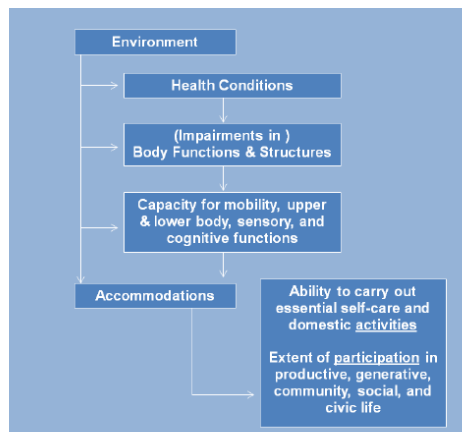 Environment
Health Conditions
(Impairments in )
Body Functions & Structures
Capacity for mobility, upper
& lower body, sensory, and
cognitive functions
Accommodations
Ability to carry out
essential self-care and
domestic activities
Extent of participation in
productive, generative,
community, social, and
civic life